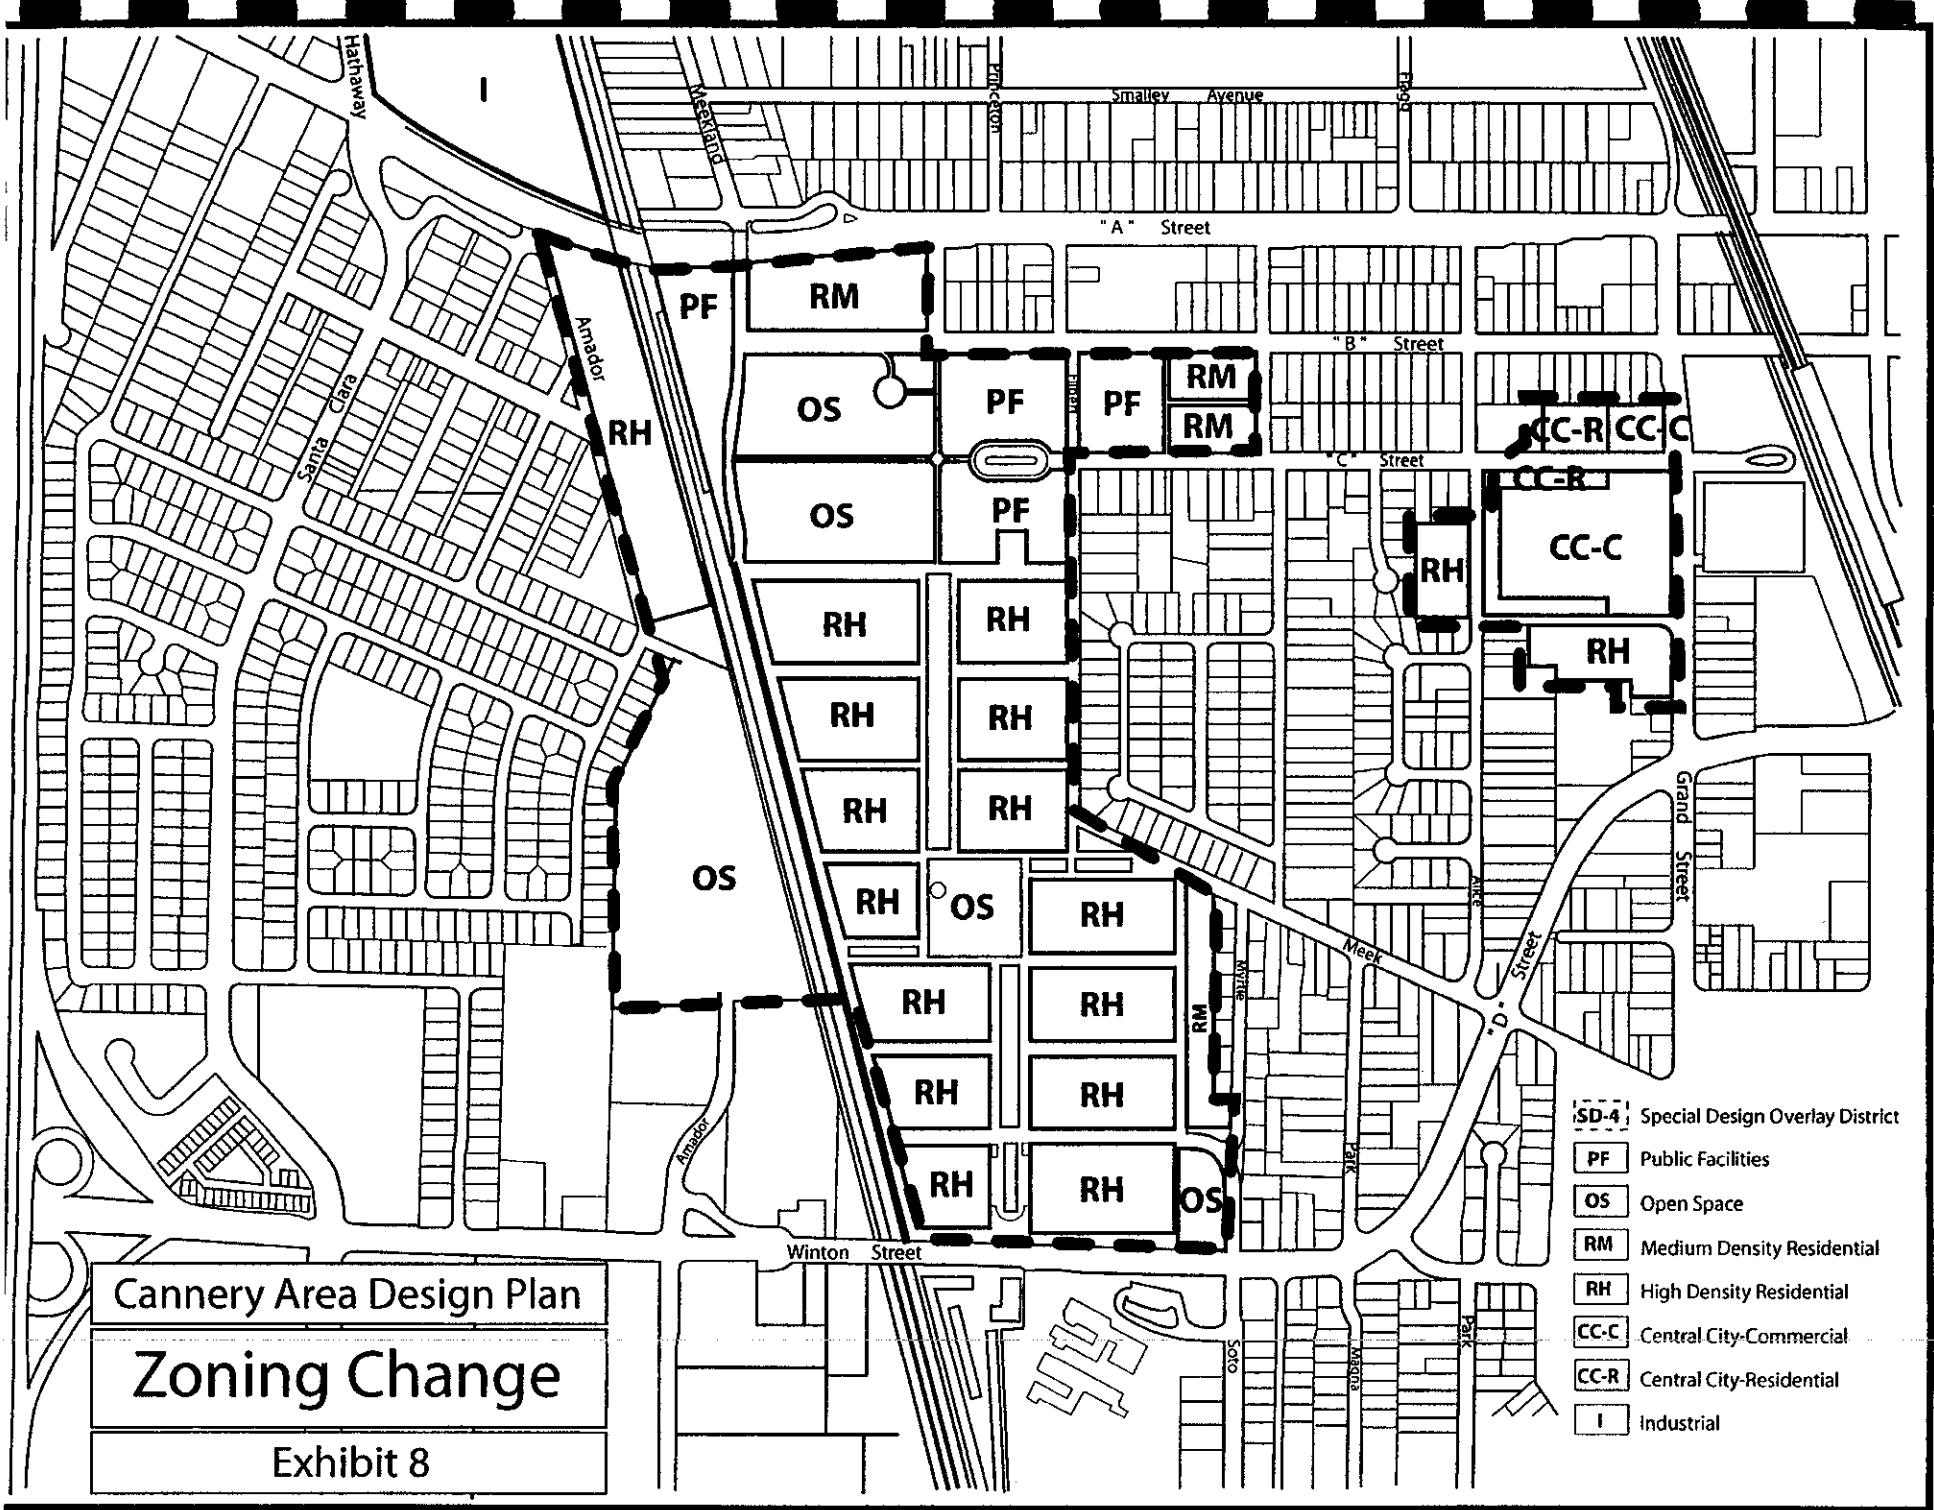 Hathaway
I
Meekland
Princeton
Smalley Avenue
Flagg
"A" Street
PF
RM
Amador
"B" Street
Santa Clara
RH
OS
PF
PF
RM
RM
CC-R
CC-C
"C" Street
CC-R
OS
PF
RH
CC-C
RH
RH
RH
RH
RH
RH
RH
Grand Street
OS
RH
OS
RH
Alice
Meek
Street
"D"
Myrtle
RH
RH
RM
RH
RH
Amador
Park
RH
RH
OS
Winton Street
Soto
Magna
Park
Cannery Area Design Plan
Zoning Change
Exhibit 8
SD-4 Special Design Overlay District
PF Public Facilities
OS Open Space
RM Medium Density Residential
RH High Density Residential
CC-C Central City-Commercial
CC-R Central City-Residential
I Industrial